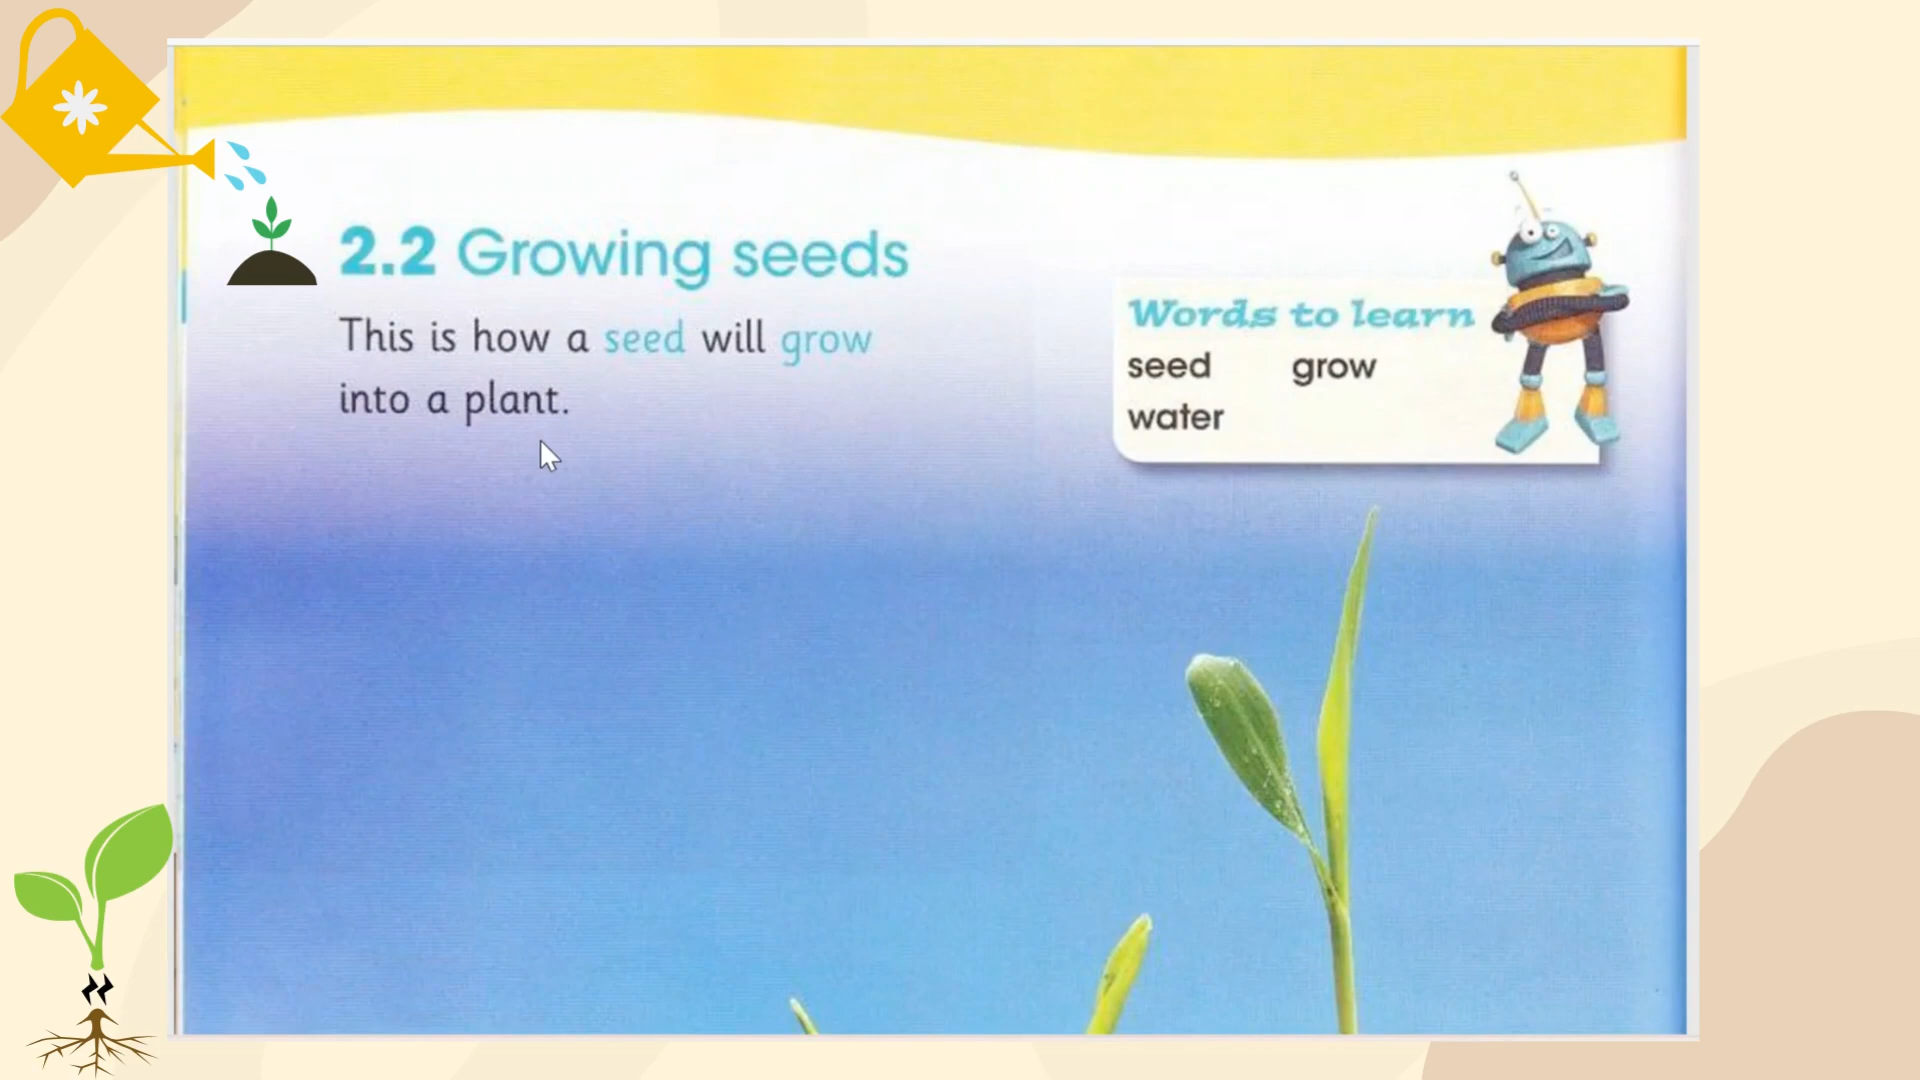 2.2 Growing seeds
This is how a seed will grow
into a plant.
Words to learn
seed grow
water